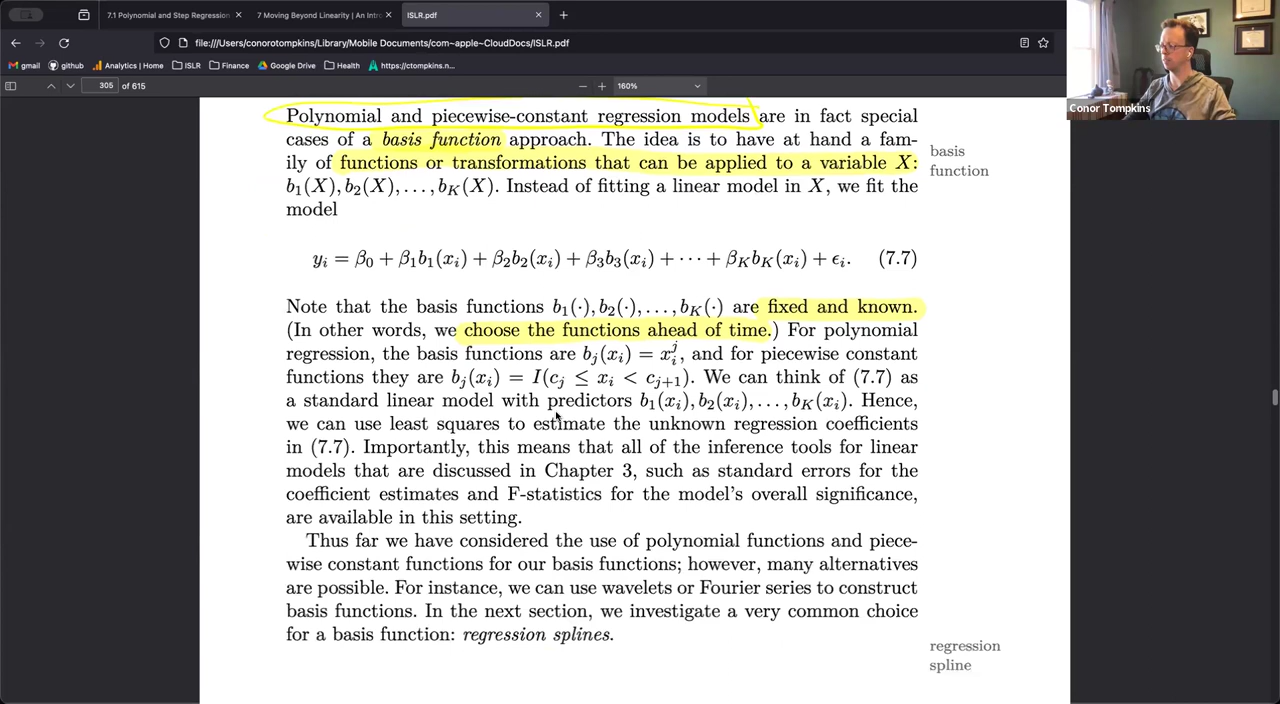 7.1 Polynomial and Step Regression
7 Moving Beyond Linearity | An Intr
ISLR.pdf
file:///Users/conorotompkins/Library/Mobile Documents/com~apple~CloudDocs/ISLR.pdf
gmail
github
Analytics | Home
ISLR
Finance
Google Drive
Health
https://ctompkins.n...
305 of 615
160%
Conor Tompkins
Polynomial and piecewise-constant regression models are in fact special
cases of a basis function approach. The idea is to have at hand a fam-
ily of functions or transformations that can be applied to a variable X:
b₁(X), b₂(X), . . . , b_K(X). Instead of fitting a linear model in X, we fit the
model
basis
function
yᵢ = β₀ + β₁b₁(xᵢ) + β₂b₂(xᵢ) + β₃b₃(xᵢ) + · · · + β_K b_K(xᵢ) + ϵᵢ. (7.7)
Note that the basis functions b₁(·), b₂(·), . . . , b_K(·) are fixed and known.
(In other words, we choose the functions ahead of time.) For polynomial
regression, the basis functions are bⱼ(xᵢ) = xᵢʲ, and for piecewise constant
functions they are bⱼ(xᵢ) = I(cⱼ ≤ xᵢ < cⱼ₊₁). We can think of (7.7) as
a standard linear model with predictors b₁(xᵢ), b₂(xᵢ), . . . , b_K(xᵢ). Hence,
we can use least squares to estimate the unknown regression coefficients
in (7.7). Importantly, this means that all of the inference tools for linear
models that are discussed in Chapter 3, such as standard errors for the
coefficient estimates and F-statistics for the model's overall significance,
are available in this setting.
Thus far we have considered the use of polynomial functions and piece-
wise constant functions for our basis functions; however, many alternatives
are possible. For instance, we can use wavelets or Fourier series to construct
basis functions. In the next section, we investigate a very common choice
for a basis function: regression splines.
regression
spline